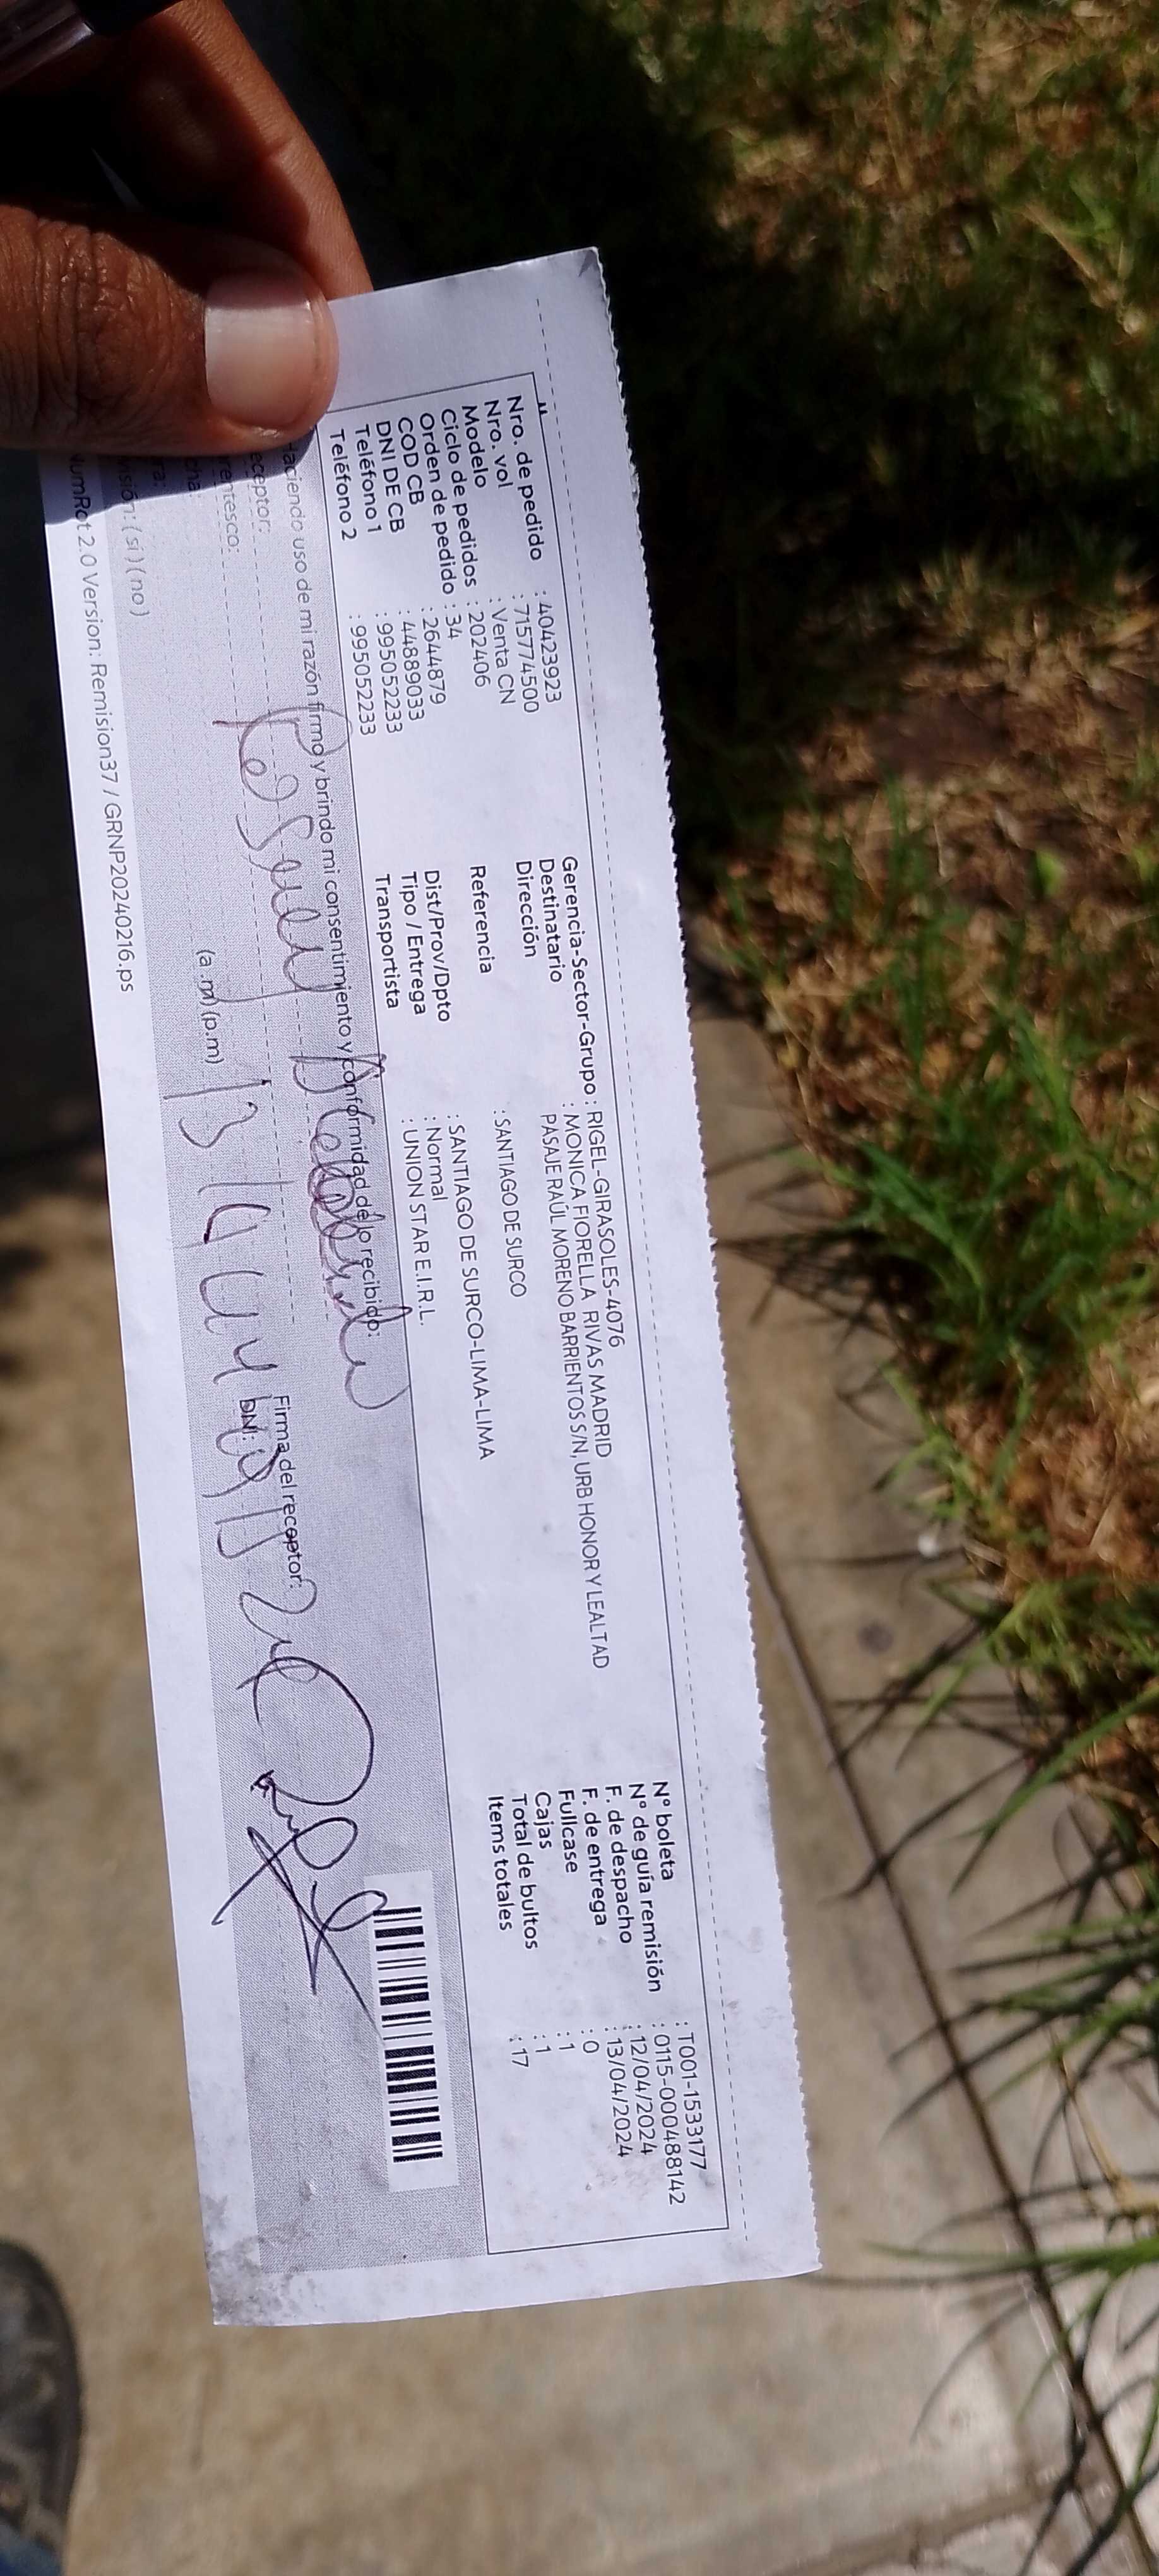 Nro. de pedido : 40423923
Nro. vol : 715774500
Modelo : Venta CN
Ciclo de pedidos : 202406
Orden de pedido : 34
COD CB : 2644879
DNI DE CB : 44889033
Teléfono 1 : 995052233
Teléfono 2 : 995052233
Gerencia-Sector-Grupo : RIGEL-GIRASOLES-4076
Destinatario : MONICA FIORELLA RIVAS MADRID
Dirección PASAJE RAÚL MORENO BARRIENTOS S/N, URB HONOR Y LEALTAD
Referencia : SANTIAGO DE SURCO
Dist/Prov/Dpto : SANTIAGO DE SURCO-LIMA-LIMA
Tipo / Entrega : Normal
Transportista : UNION STAR E.I.R.L.
N° boleta : T001-1533177
N° de guía remisión : 0115-000488142
F. de despacho : 12/04/2024
F. de entrega : 13/04/2024
Fullcase : 0
Cajas : 1
Total de bultos : 1
Items totales : 17
Haciendo uso de mi razón firmo y brindo mi consentimiento y conformidad de lo recibido:
eceptor:
rentesco: Firma del receptor:
cha: DNI:
ra: (a.m) (p.m)
visión: ( si ) ( no )
NumRot 2.0 Version: Remision37 / GRNP20240216.ps